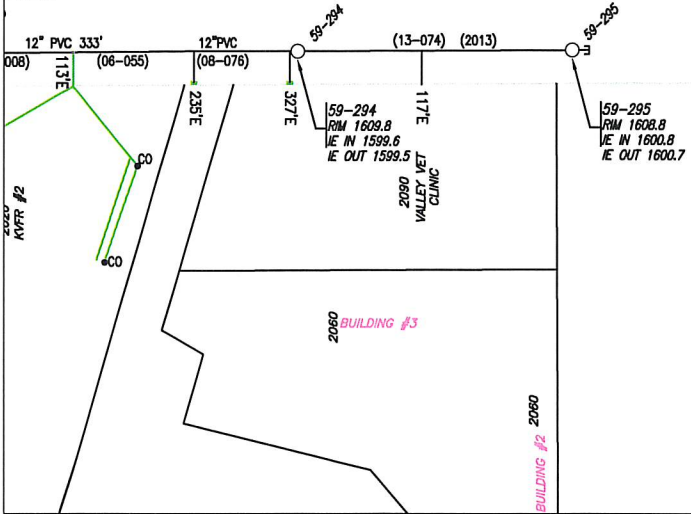 59-294
59-295
12" PVC 333'
12"PVC
(13-074) (2013)
008)
(06-055)
(08-076)
113'E
235'E
327'E
117'E
59-294
RIM 1609.8
IE IN 1599.6
IE OUT 1599.5
59-295
RIM 1608.8
IE IN 1600.8
IE OUT 1600.7
CO
CO
KVFR #2
2090
VALLEY VET
CLINIC
2060
BUILDING #3
2060
BUILDING #2